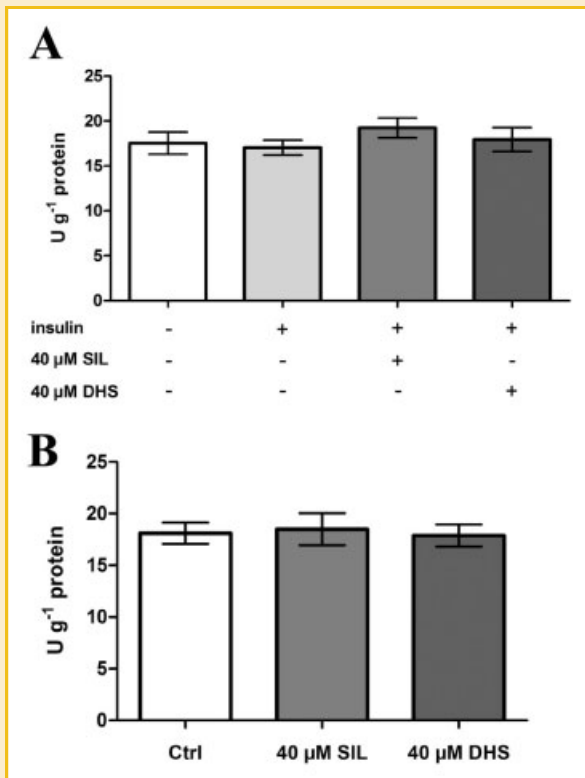 A
25
20
15
10
5
0
U g⁻¹ protein
insulin - + + +
40 µM SIL - - + -
40 µM DHS - - - +
B
25
20
15
10
5
0
U g⁻¹ protein
Ctrl 40 µM SIL 40 µM DHS